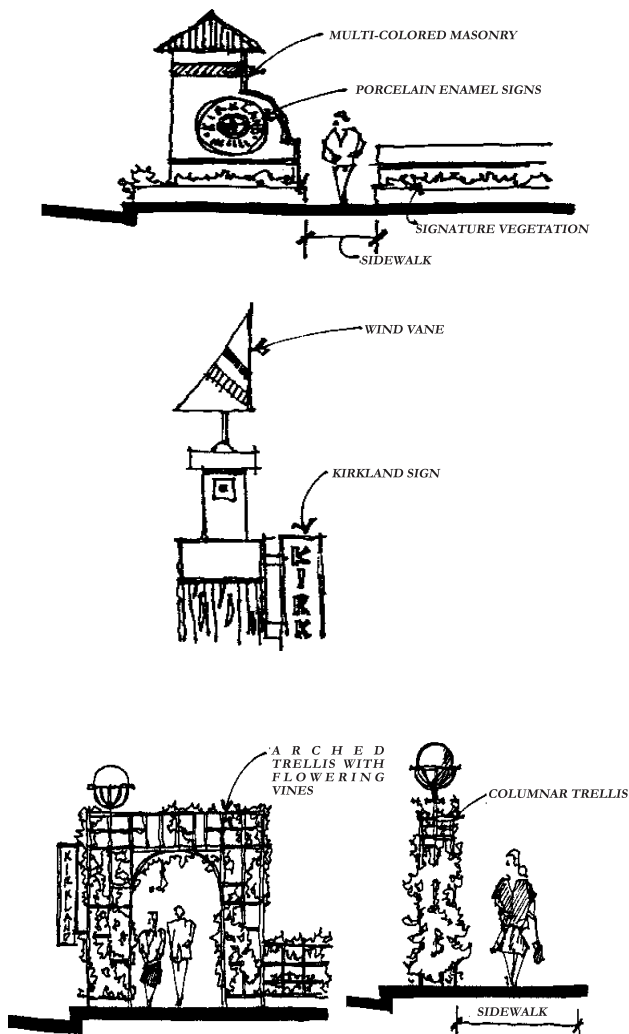 MULTI-COLORED MASONRY
PORCELAIN ENAMEL SIGNS
KIRKLAND
SIGNATURE VEGETATION
SIDEWALK
WIND VANE
KIRKLAND SIGN
KIRK
ARCHED
TRELLIS WITH
FLOWERING
VINES
COLUMNAR TRELLIS
KIRKLAND
SIDEWALK